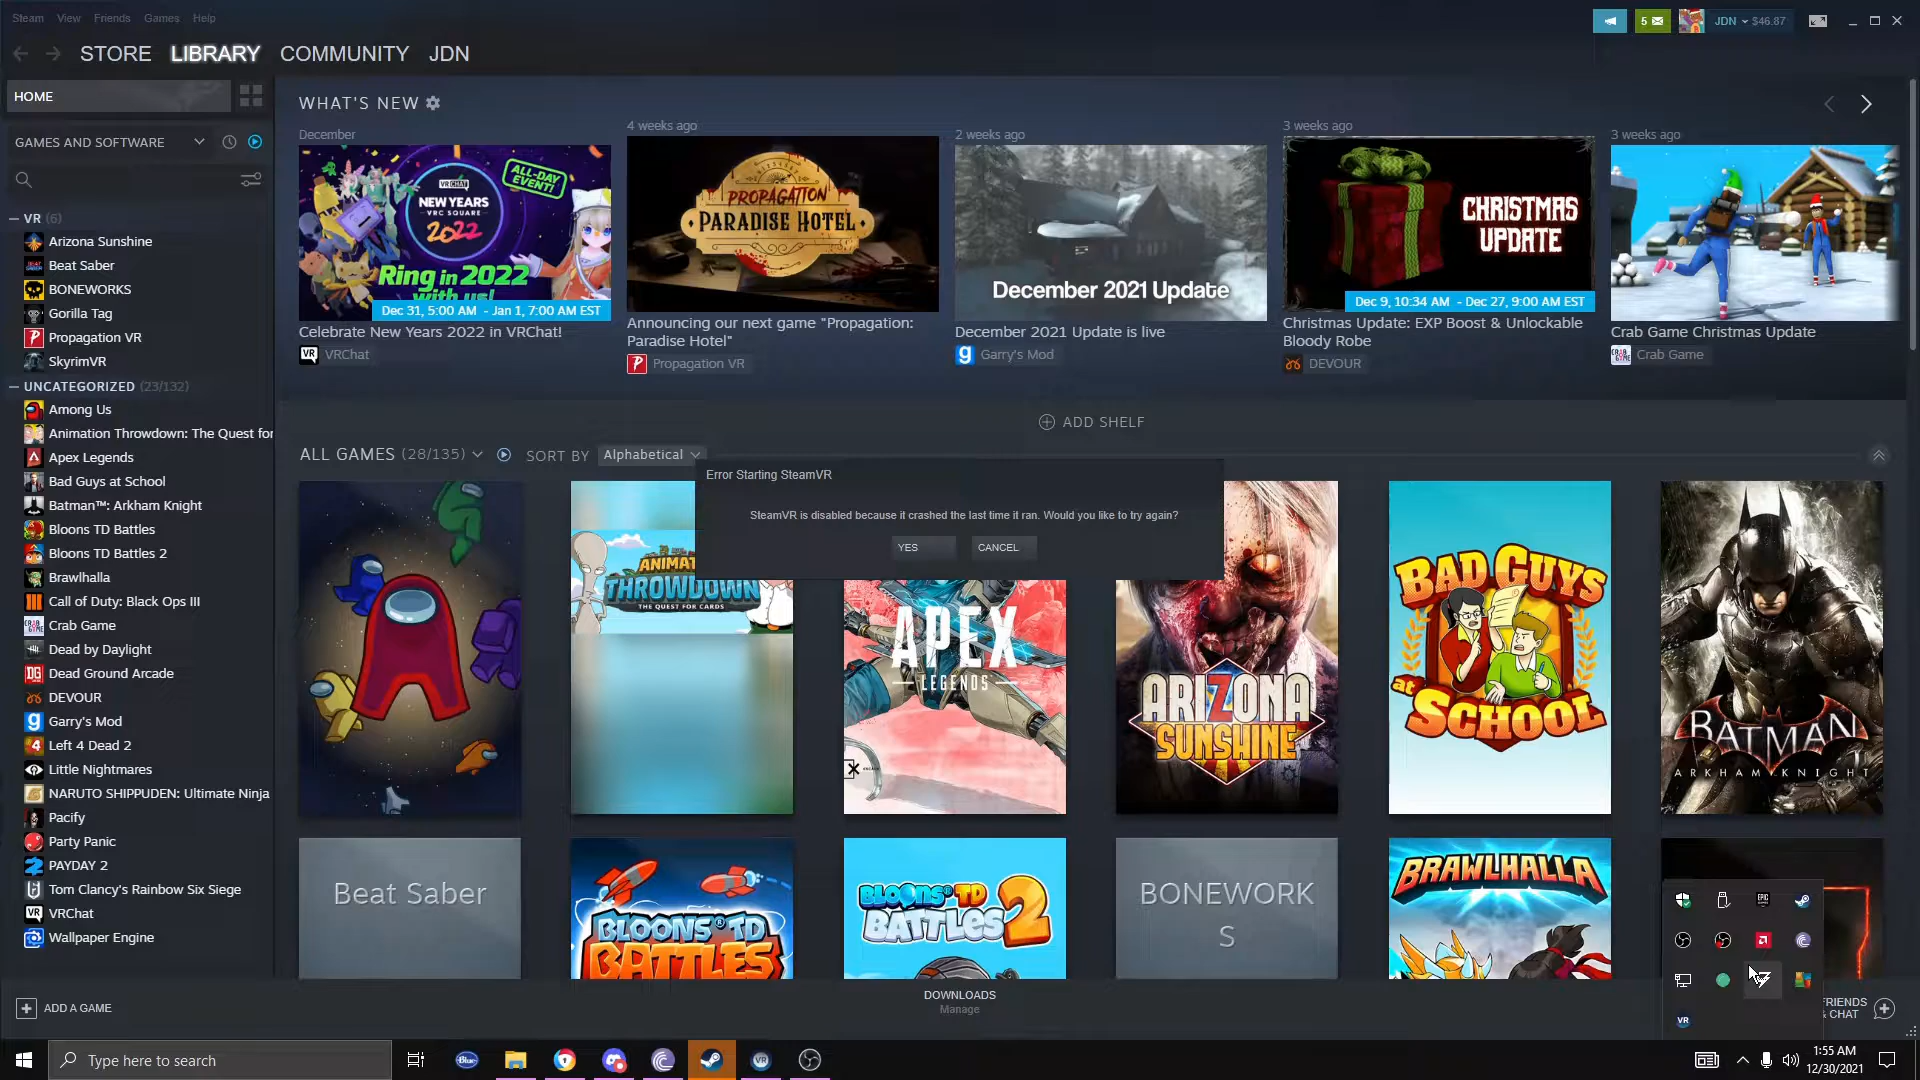 Steam View Friends Games Help
5
JDN $46.87
STORE LIBRARY COMMUNITY JDN
HOME
GAMES AND SOFTWARE
VR (6)
Arizona Sunshine
Beat Saber
BONEWORKS
Gorilla Tag
Propagation VR
SkyrimVR
UNCATEGORIZED (23/132)
Among Us
Animation Throwdown: The Quest for
Apex Legends
Bad Guys at School
Batman™: Arkham Knight
Bloons TD Battles
Bloons TD Battles 2
Brawlhalla
Call of Duty: Black Ops III
Crab Game
Dead by Daylight
Dead Ground Arcade
DEVOUR
Garry's Mod
Left 4 Dead 2
Little Nightmares
NARUTO SHIPPUDEN: Ultimate Ninja
Pacify
Party Panic
PAYDAY 2
Tom Clancy's Rainbow Six Siege
VRChat
Wallpaper Engine
ADD A GAME
WHAT'S NEW
December
VRCHAT
NEW YEARS
VRC SQUARE
2022
ALL-DAY
EVENT!
Ring in 2022
with us!
Dec 31, 5:00 AM - Jan 1, 7:00 AM EST
Celebrate New Years 2022 in VRChat!
VRChat
4 weeks ago
PROPAGATION
PARADISE HOTEL
Announcing our next game "Propagation:
Paradise Hotel"
Propagation VR
2 weeks ago
December 2021 Update
December 2021 Update is live
Garry's Mod
3 weeks ago
CHRISTMAS
UPDATE
Dec 9, 10:34 AM - Dec 27, 9:00 AM EST
Christmas Update: EXP Boost & Unlockable
Bloody Robe
DEVOUR
3 weeks ago
Crab Game Christmas Update
Crab Game
ADD SHELF
ALL GAMES (28/135) SORT BY Alphabetical
Error Starting SteamVR
SteamVR is disabled because it crashed the last time it ran. Would you like to try again?
YES CANCEL
ANIMAT
THROWDOWN
THE QUEST FOR CARDS
APEX
LEGENDS
ARIZONA
SUNSHINE
BAD GUYS
at
SCHOOL
BATMAN
ARKHAM KNIGHT
Beat Saber
BLOONS TD
BATTLES
BLOONS TD
BATTLES 2
BONEWORK
S
BRAWLHALLA
DOWNLOADS
Manage
FRIENDS
& CHAT
Type here to search
1:55 AM
12/30/2021